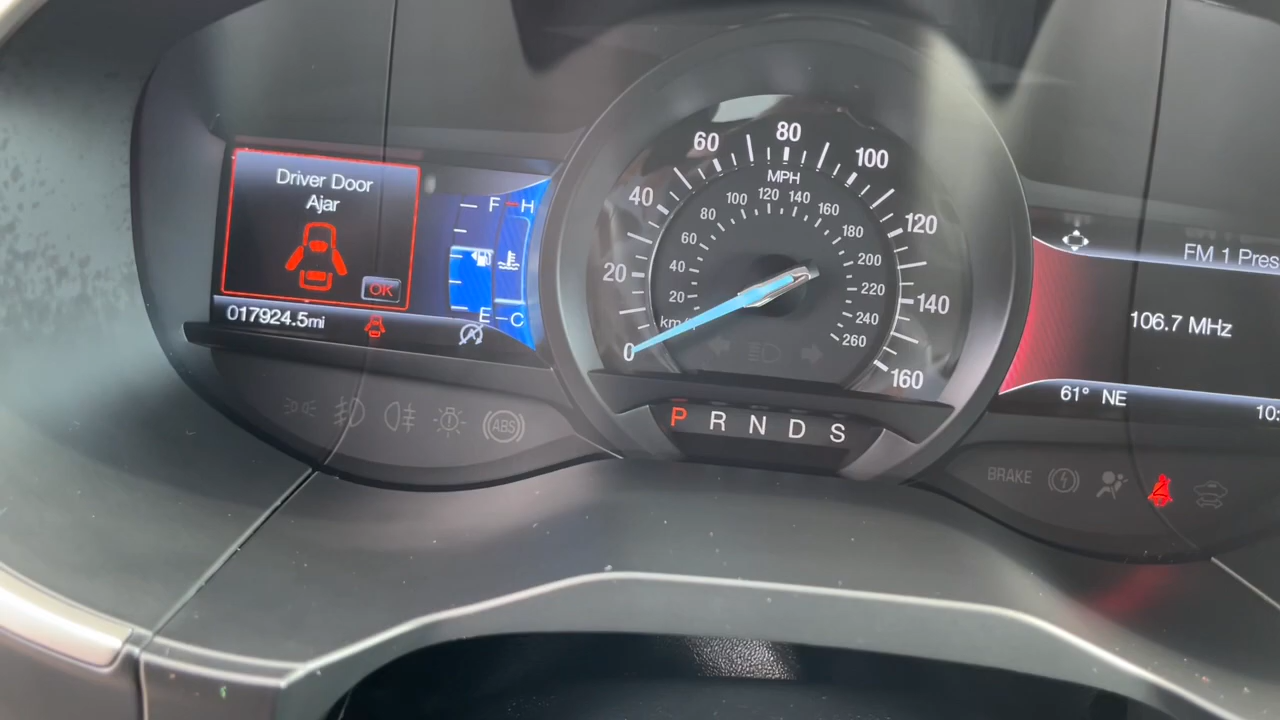 Driver Door
Ajar
OK
017924.5mi
F H
E C
0
20
40
60
80
100
120
140
160
MPH
20
40
60
80
100
120
140
160
180
200
220
240
260
P R N D S
ABS
FM 1 Pres
106.7 MHz
61° NE
10:
BRAKE